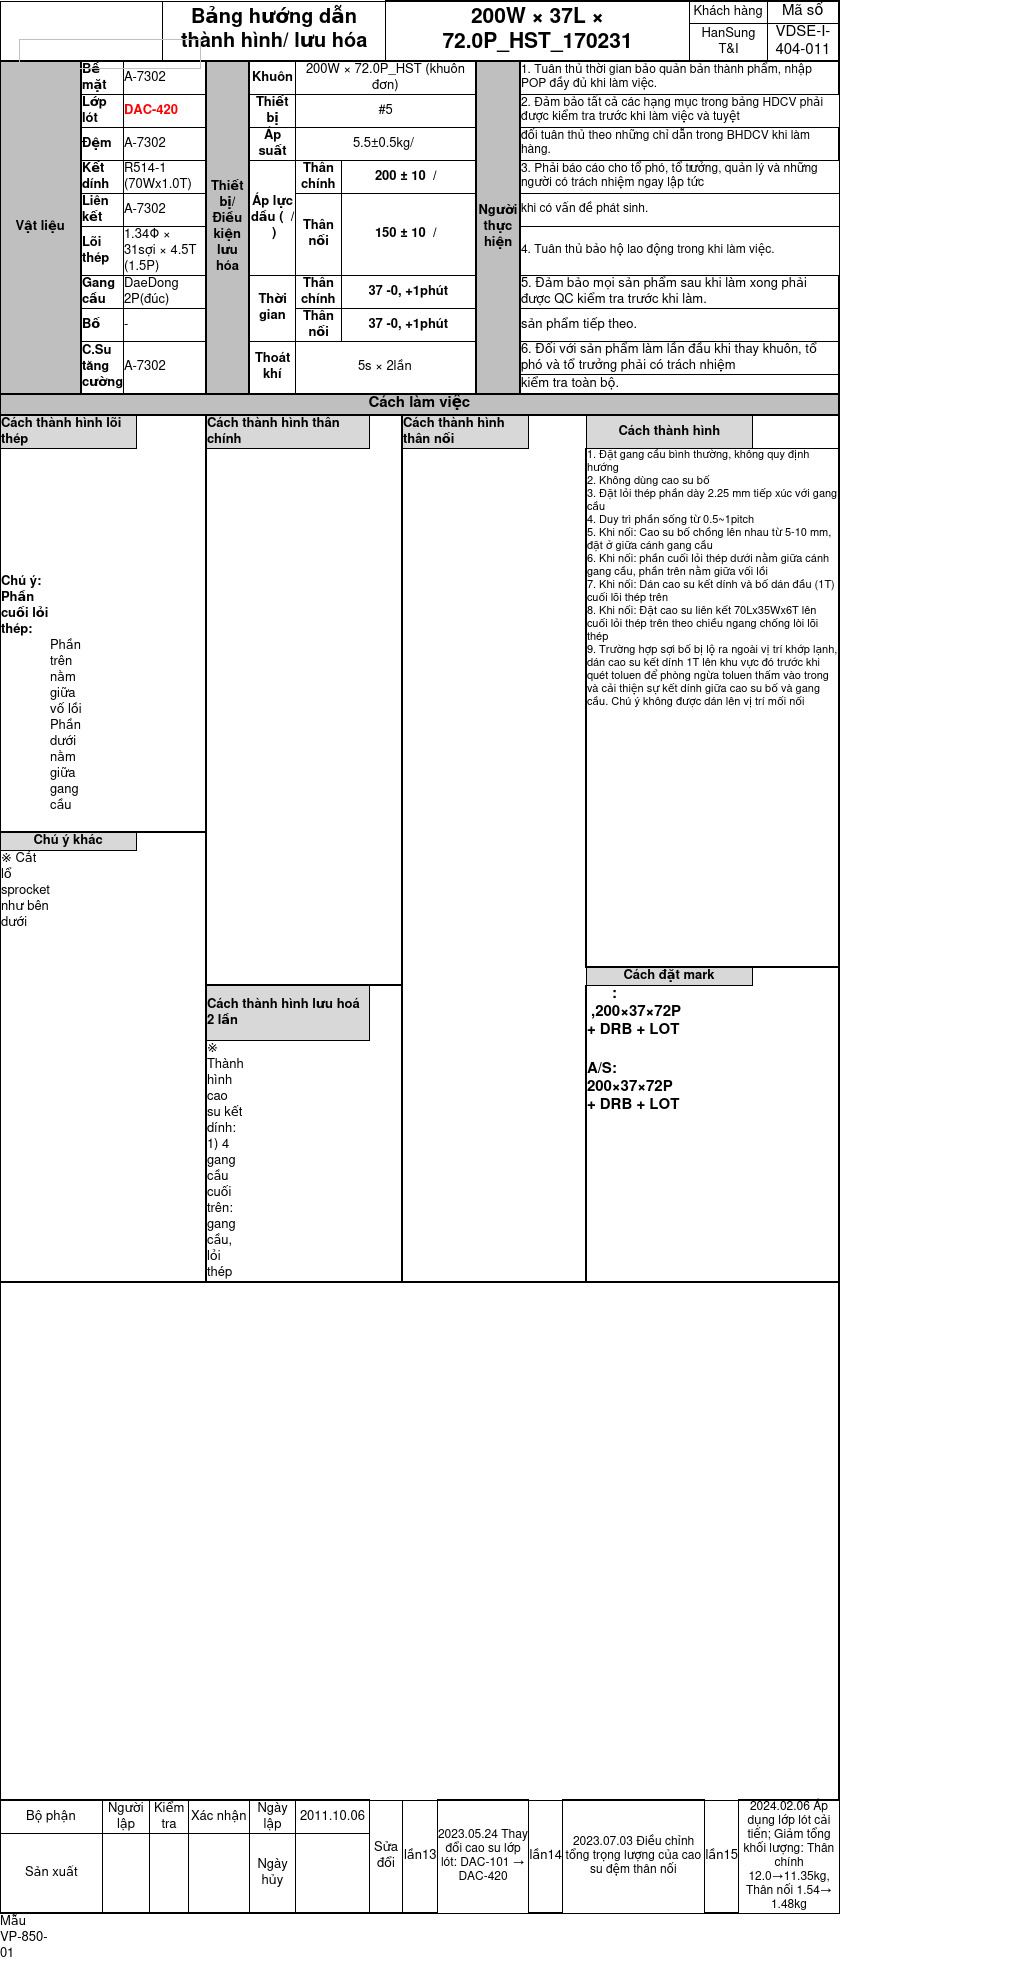 Bảng hướng dẫn
thành hình/ lưu hóa
200W × 37L ×
72.0P_HST_170231
Khách hàng
Mã số
HanSung
T&I
VDSE-I-
404-011
Vật liệu
Bề
mặt
A-7302
Lớp
lót
DAC-420
Đệm
A-7302
Kết
dính
R514-1
(70Wx1.0T)
Liên
kết
A-7302
Lõi
thép
1.34Φ ×
31sợi × 4.5T
(1.5P)
Gang
cầu
DaeDong
2P(đúc)
Bố
-
C.Su
tăng
cường
A-7302
Thiết
bị/
Điều
kiện
lưu
hóa
Khuôn
200W × 72.0P_HST (khuôn
đơn)
Thiết
bị
#5
Áp
suất
5.5±0.5kg/
Áp lực
dầu ( /
)
Thân
chính
200 ± 10 /
Thân
nối
150 ± 10 /
Thời
gian
Thân
chính
37 -0, +1phút
Thân
nối
37 -0, +1phút
Thoát
khí
5s × 2lần
Người
thực
hiện
1. Tuân thủ thời gian bảo quản bản thành phẩm, nhập
POP đầy đủ khi làm việc.
2. Đảm bảo tất cả các hạng mục trong bảng HDCV phải
được kiểm tra trước khi làm việc và tuyệt
đối tuân thủ theo những chỉ dẫn trong BHDCV khi làm
hàng.
3. Phải báo cáo cho tổ phó, tổ tưởng, quản lý và những
người có trách nhiệm ngay lập tức
khi có vấn đề phát sinh.
4. Tuân thủ bảo hộ lao động trong khi làm việc.
5. Đảm bảo mọi sản phẩm sau khi làm xong phải
được QC kiểm tra trước khi làm.
sản phẩm tiếp theo.
6. Đối với sản phẩm làm lần đầu khi thay khuôn, tổ
phó và tổ trưởng phải có trách nhiệm
kiểm tra toàn bộ.
Cách làm việc
Cách thành hình lõi
thép
Chú ý:
Phần
cuối lỏi
thép:
Phần
trên
nằm
giữa
vố lồi
Phần
dưới
nằm
giữa
gang
cầu
Chú ý khác
※ Cắt
lổ
sprocket
như bên
dưới
Cách thành hình thân
chính
Cách thành hình lưu hoá
2 lần
※
Thành
hình
cao
su kết
dính:
1) 4
gang
cầu
cuối
trên:
gang
cầu,
lỏi
thép
Cách thành hình
thân nối
Cách thành hình
1. Đặt gang cầu bình thường, không quy định
hướng
2. Không dùng cao su bố
3. Đặt lỏi thép phần dày 2.25 mm tiếp xúc với gang
cầu
4. Duy trì phần sống từ 0.5~1pitch
5. Khi nối: Cao su bố chồng lên nhau từ 5-10 mm,
đặt ở giữa cánh gang cầu
6. Khi nối: phần cuối lỏi thép dưới nằm giữa cánh
gang cầu, phần trên nằm giữa vối lồi
7. Khi nối: Dán cao su kết dính và bố dán đầu (1T)
cuối lõi thép trên
8. Khi nối: Đặt cao su liên kết 70Lx35Wx6T lên
cuối lỏi thép trên theo chiều ngang chống lòi lõi
thép
9. Trường hợp sợi bố bị lộ ra ngoài vị trí khớp lạnh,
dán cao su kết dính 1T lên khu vực đó trước khi
quét toluen để phòng ngừa toluen thấm vào trong
và cải thiện sự kết dính giữa cao su bố và gang
cầu. Chú ý không được dán lên vị trí mối nối
Cách đặt mark
:
,200×37×72P
+ DRB + LOT
A/S:
200×37×72P
+ DRB + LOT
Bộ phận
Người
lập
Kiểm
tra
Xác nhận
Ngày
lập
2011.10.06
Sản xuất
Ngày
hủy
Sửa
đổi
lần13
2023.05.24 Thay
đổi cao su lớp
lót: DAC-101 →
DAC-420
lần14
2023.07.03 Điều chỉnh
tổng trọng lượng của cao
su đệm thân nối
lần15
2024.02.06 Áp
dụng lớp lót cải
tiến; Giảm tổng
khối lượng: Thân
chính
12.0→11.35kg,
Thân nối 1.54→
1.48kg
Mẫu
VP-850-
01